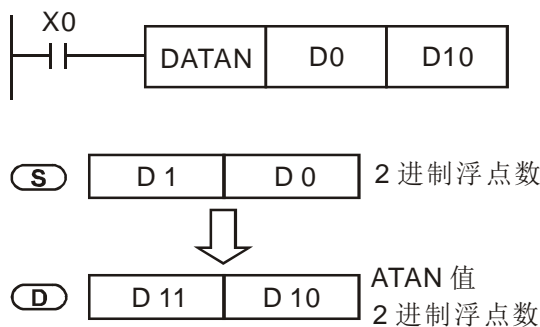 X0
DATAN D0 D10
S D 1 D 0 2 进制浮点数
D D 11 D 10 ATAN 值
2 进制浮点数